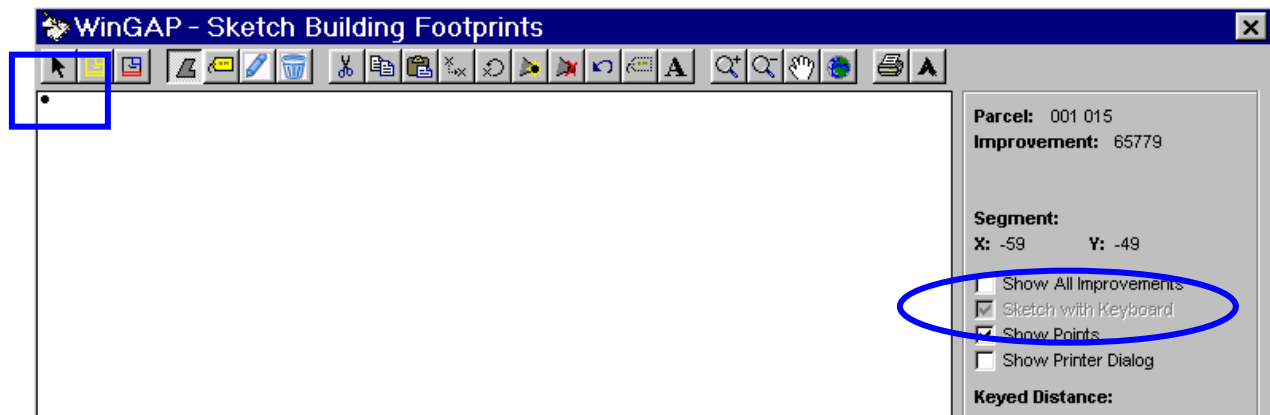 WinGAP - Sketch Building Footprints
A
Parcel: 001 015
Improvement: 65779
Segment:
X: -59 Y: -49
Show All Improvements
Sketch with Keyboard
Show Points
Show Printer Dialog
Keyed Distance: